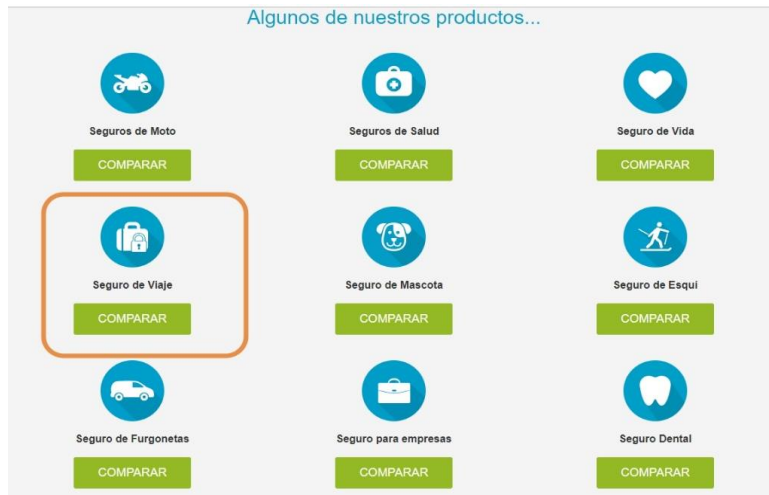 Algunos de nuestros productos...
Seguros de Moto
Seguros de Salud
Seguro de Vida
COMPARAR
COMPARAR
COMPARAR
Seguro de Viaje
Seguro de Mascota
Seguro de Esqui
COMPARAR
COMPARAR
COMPARAR
Seguro de Furgonetas
Seguro para empresas
Seguro Dental
COMPARAR
COMPARAR
COMPARAR